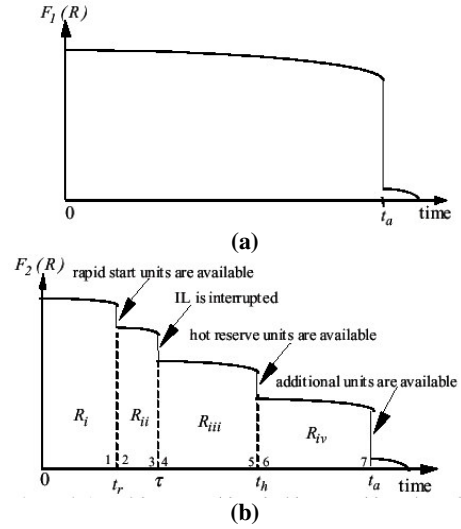 F₁(R)
0
tₐ
time
(a)
F₂(R)
rapid start units are available
IL is interrupted
hot reserve units are available
additional units are available
Rᵢ
Rᵢᵢ
Rᵢᵢᵢ
Rᵢᵥ
1 2 3 4 5 6 7
0
tᵣ
τ
tₕ
tₐ
time
(b)